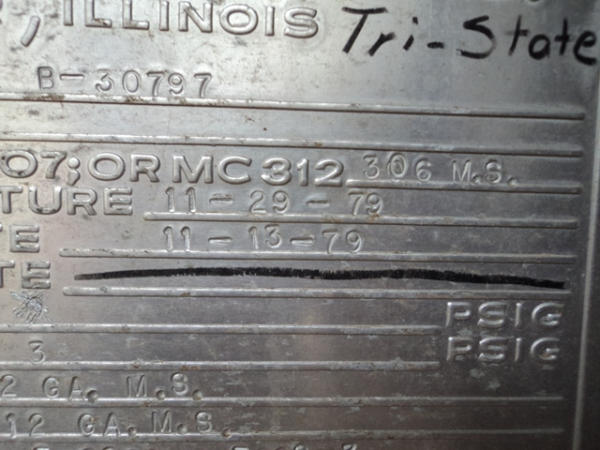 , ILLINOIS Tri-State
B-30797
07; OR MC 312 306 M.S.
TURE 11-29-79
TE 11-13-79
TE
PSIG
3 PSIG
2 GA. M.S.
12 GA. M.S.